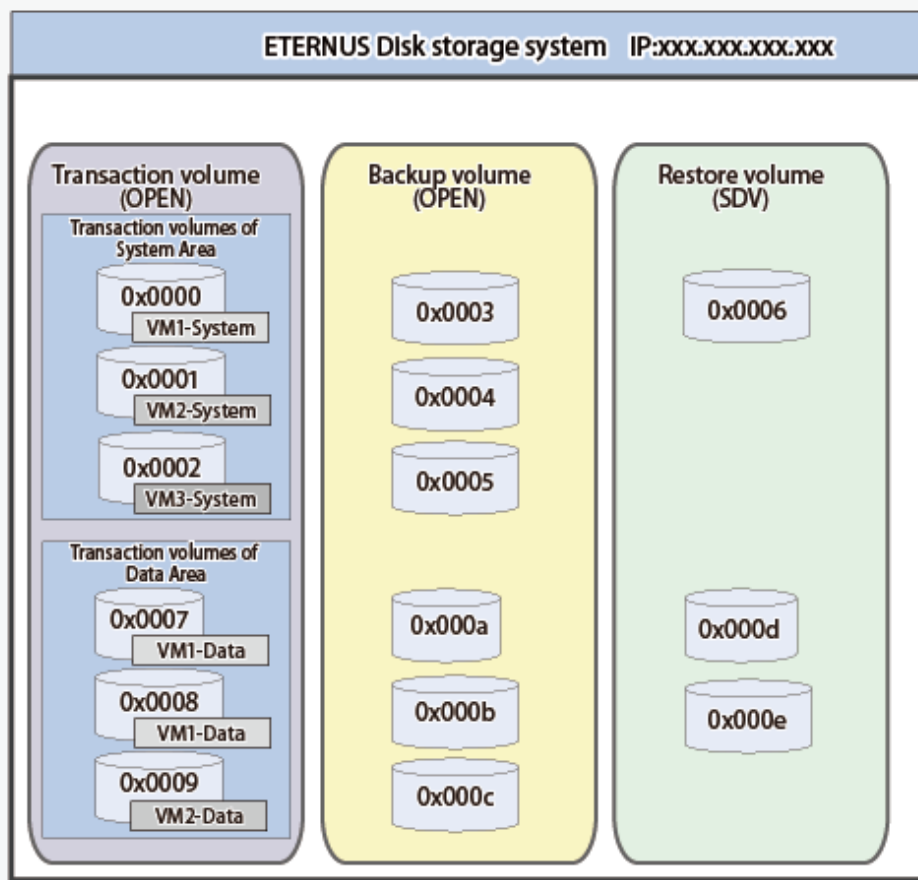 ETERNUS Disk storage system IP:xxx.xxx.xxx.xxx
Transaction volume
(OPEN)
Transaction volumes of
System Area
0x0000
VM1-System
0x0001
VM2-System
0x0002
VM3-System
Transaction volumes of
Data Area
0x0007
VM1-Data
0x0008
VM1-Data
0x0009
VM2-Data
Backup volume
(OPEN)
0x0003
0x0004
0x0005
0x000a
0x000b
0x000c
Restore volume
(SDV)
0x0006
0x000d
0x000e